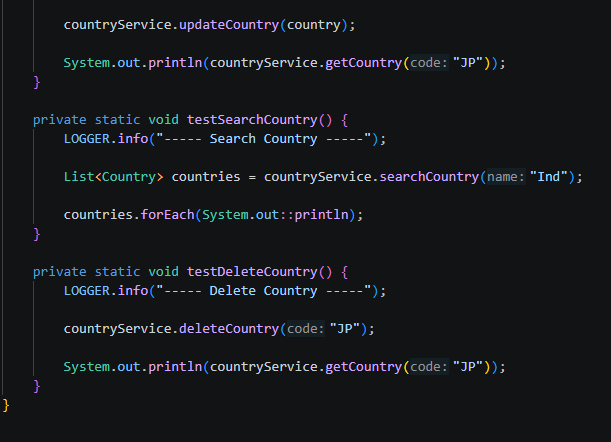 countryService.updateCountry(country);
System.out.println(countryService.getCountry(code: "JP"));
}
private static void testSearchCountry() {
LOGGER.info("----- Search Country -----");
List<Country> countries = countryService.searchCountry(name: "Ind");
countries.forEach(System.out::println);
}
private static void testDeleteCountry() {
LOGGER.info("----- Delete Country -----");
countryService.deleteCountry(code: "JP");
System.out.println(countryService.getCountry(code: "JP"));
}
}